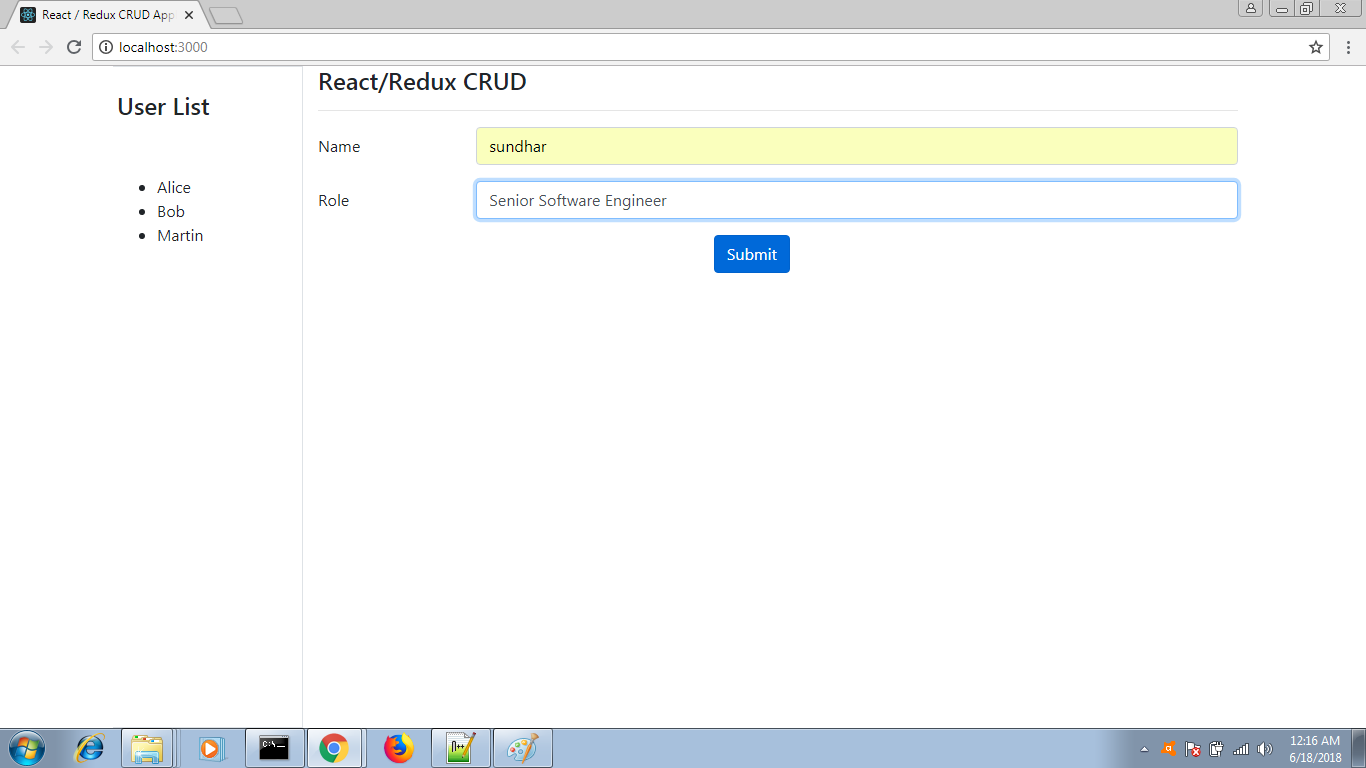 React / Redux CRUD App
localhost:3000
User List
Alice
Bob
Martin
React/Redux CRUD
Name
sundhar
Role
Senior Software Engineer
Submit
C:\._
12:16 AM
6/18/2018